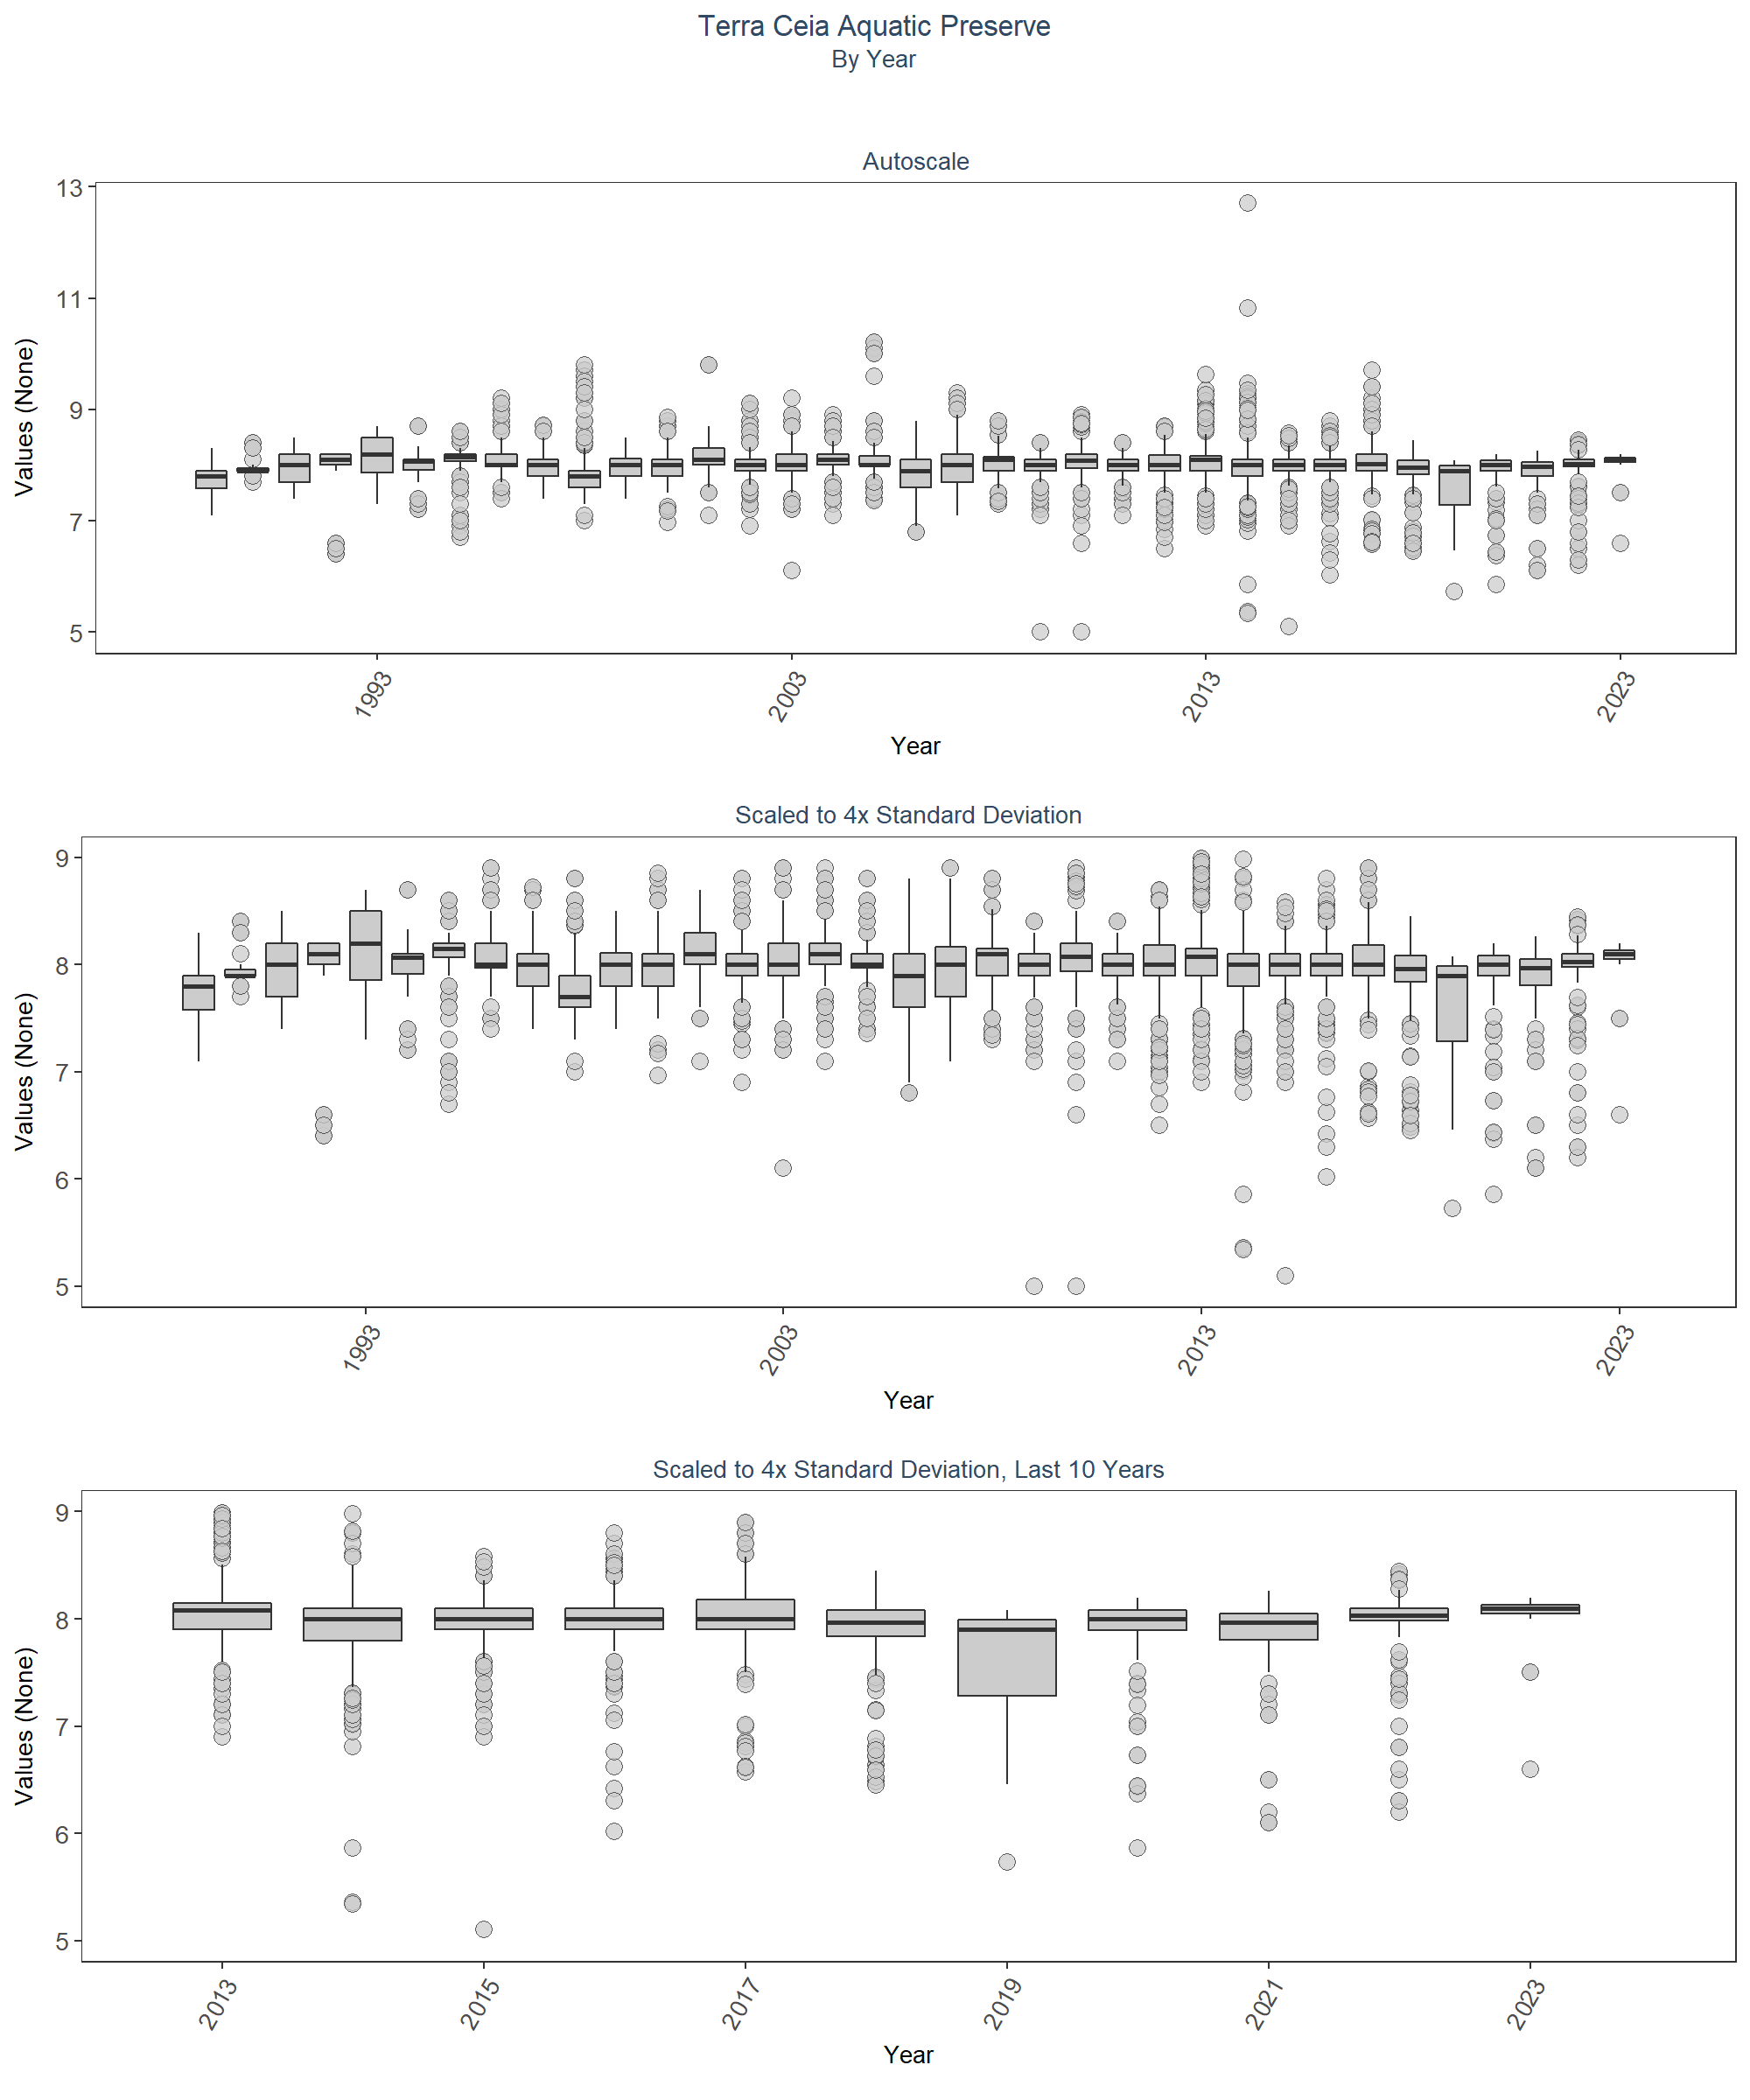 Terra Ceia Aquatic Preserve
By Year
Autoscale
Values (None)
13
11
9
7
5
1993
2003
2013
2023
Year
Scaled to 4x Standard Deviation
Values (None)
9
8
7
6
5
1993
2003
2013
2023
Year
Scaled to 4x Standard Deviation, Last 10 Years
Values (None)
9
8
7
6
5
2013
2015
2017
2019
2021
2023
Year